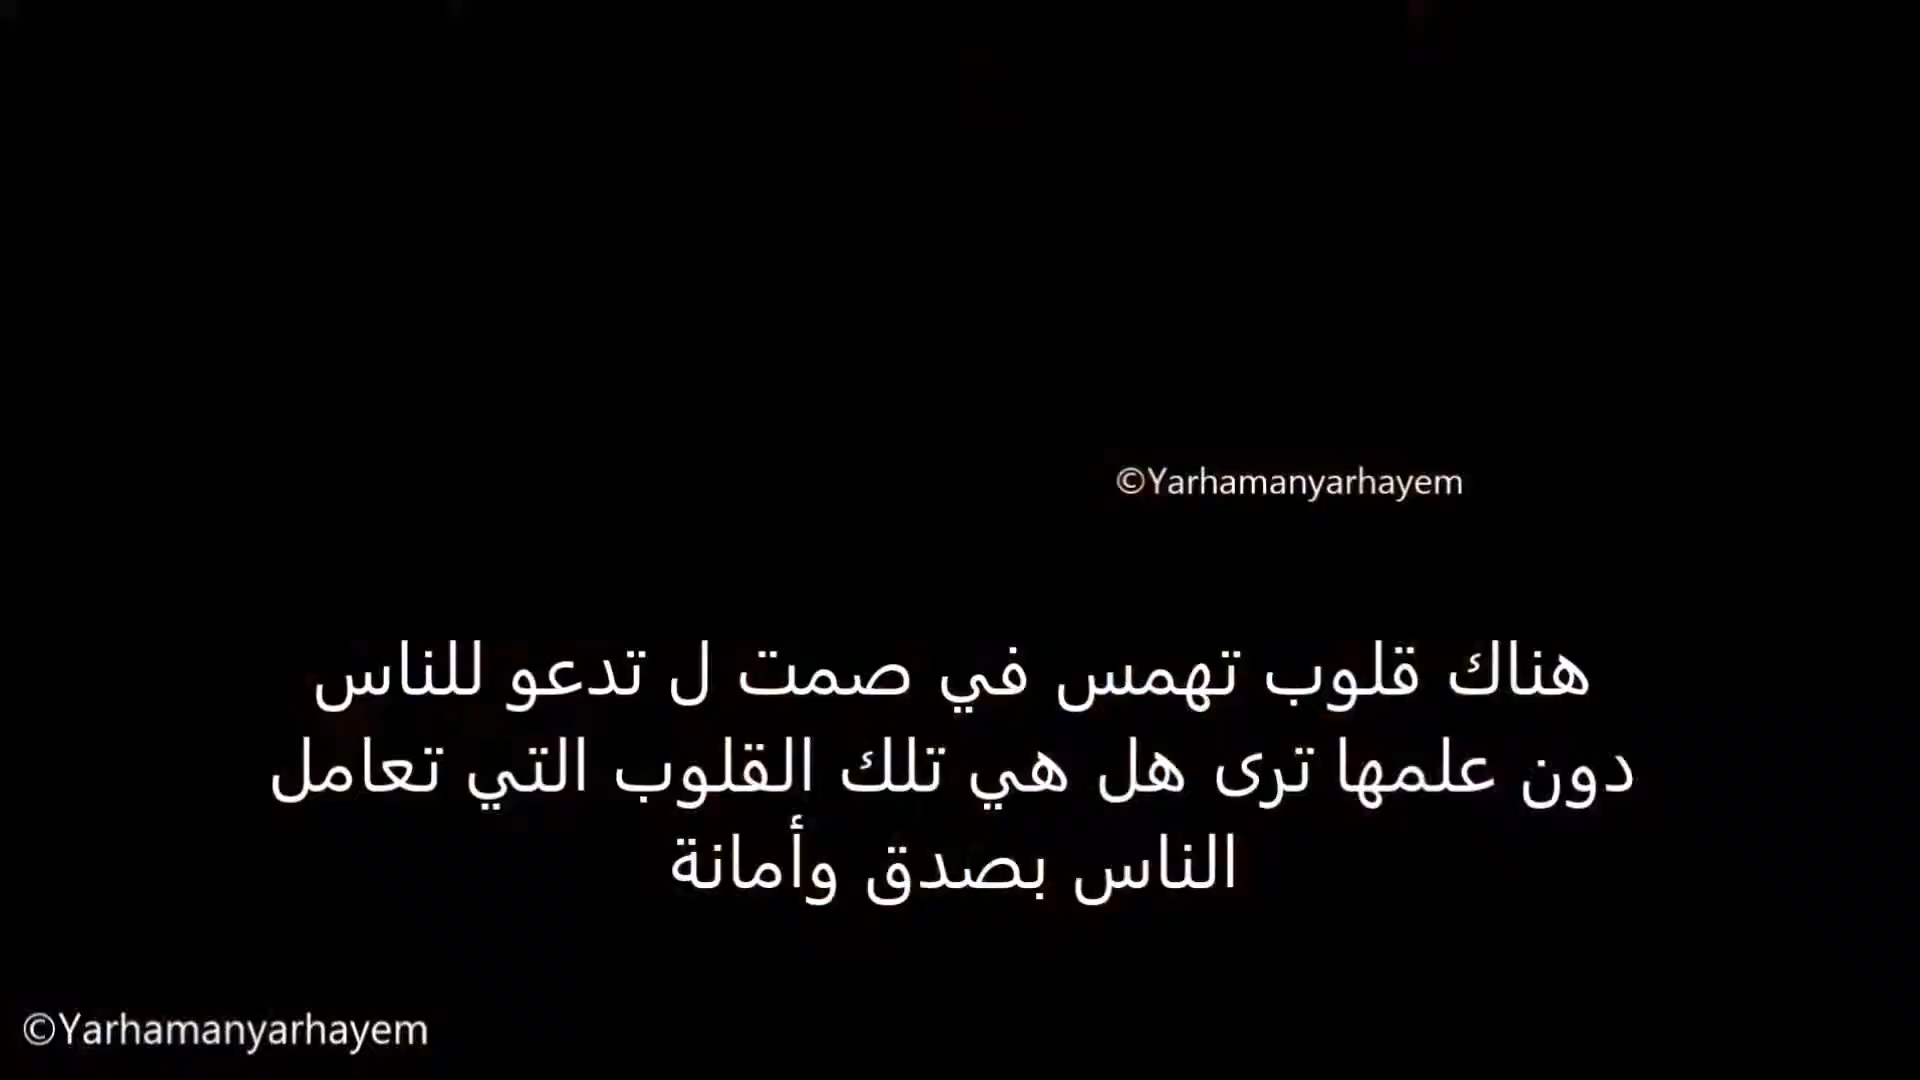 ©Yarhamanyarhayem
هناك قلوب تهمس في صمت ل تدعو للناس
دون علمها ترى هل هي تلك القلوب التي تعامل
الناس بصدق وأمانة
©Yarhamanyarhayem